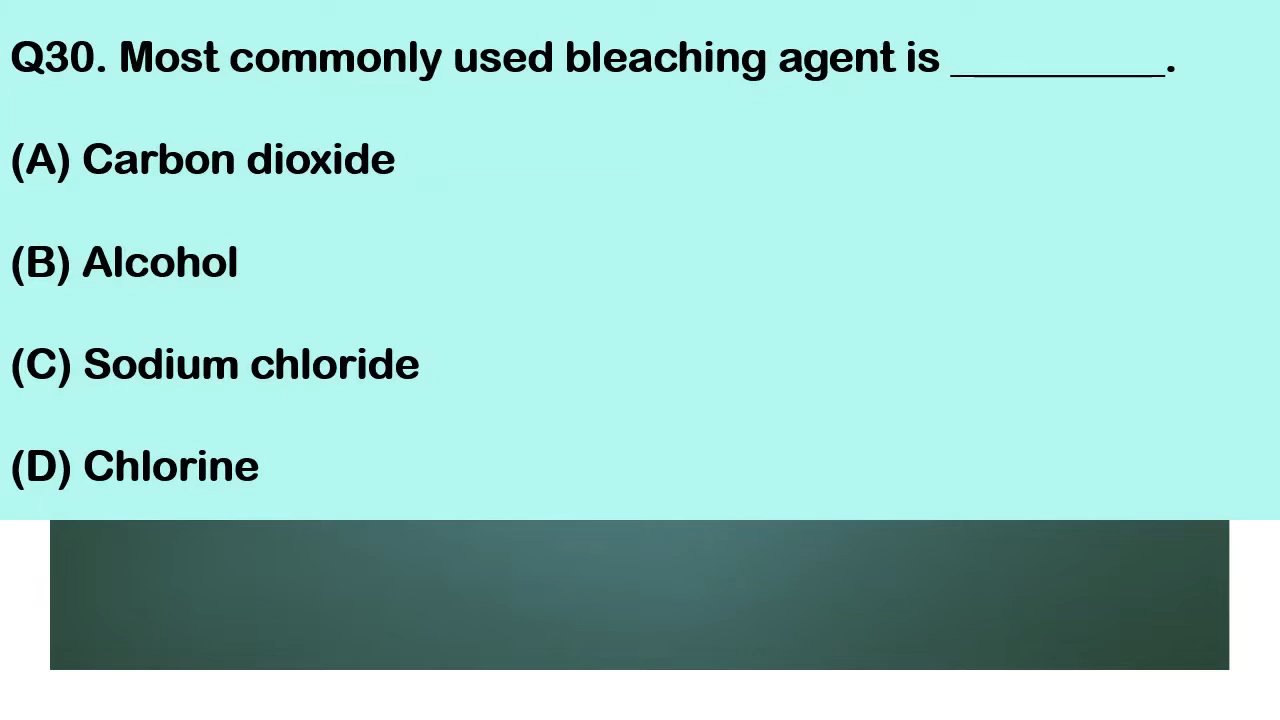 Q30. Most commonly used bleaching agent is __________.
(A) Carbon dioxide
(B) Alcohol
(C) Sodium chloride
(D) Chlorine